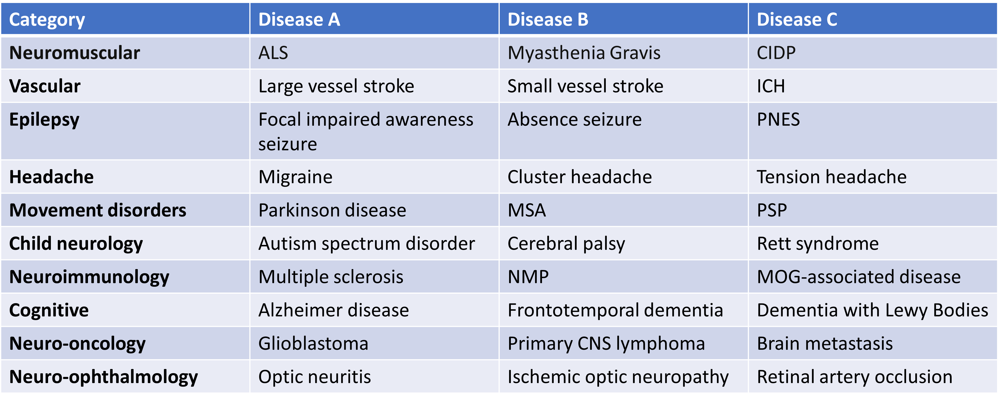 Category Disease A Disease B Disease C
Neuromuscular ALS Myasthenia Gravis CIDP
Vascular Large vessel stroke Small vessel stroke ICH
Epilepsy Focal impaired awareness Absence seizure PNES
seizure
Headache Migraine Cluster headache Tension headache
Movement disorders Parkinson disease MSA PSP
Child neurology Autism spectrum disorder Cerebral palsy Rett syndrome
Neuroimmunology Multiple sclerosis NMP MOG-associated disease
Cognitive Alzheimer disease Frontotemporal dementia Dementia with Lewy Bodies
Neuro-oncology Glioblastoma Primary CNS lymphoma Brain metastasis
Neuro-ophthalmology Optic neuritis Ischemic optic neuropathy Retinal artery occlusion